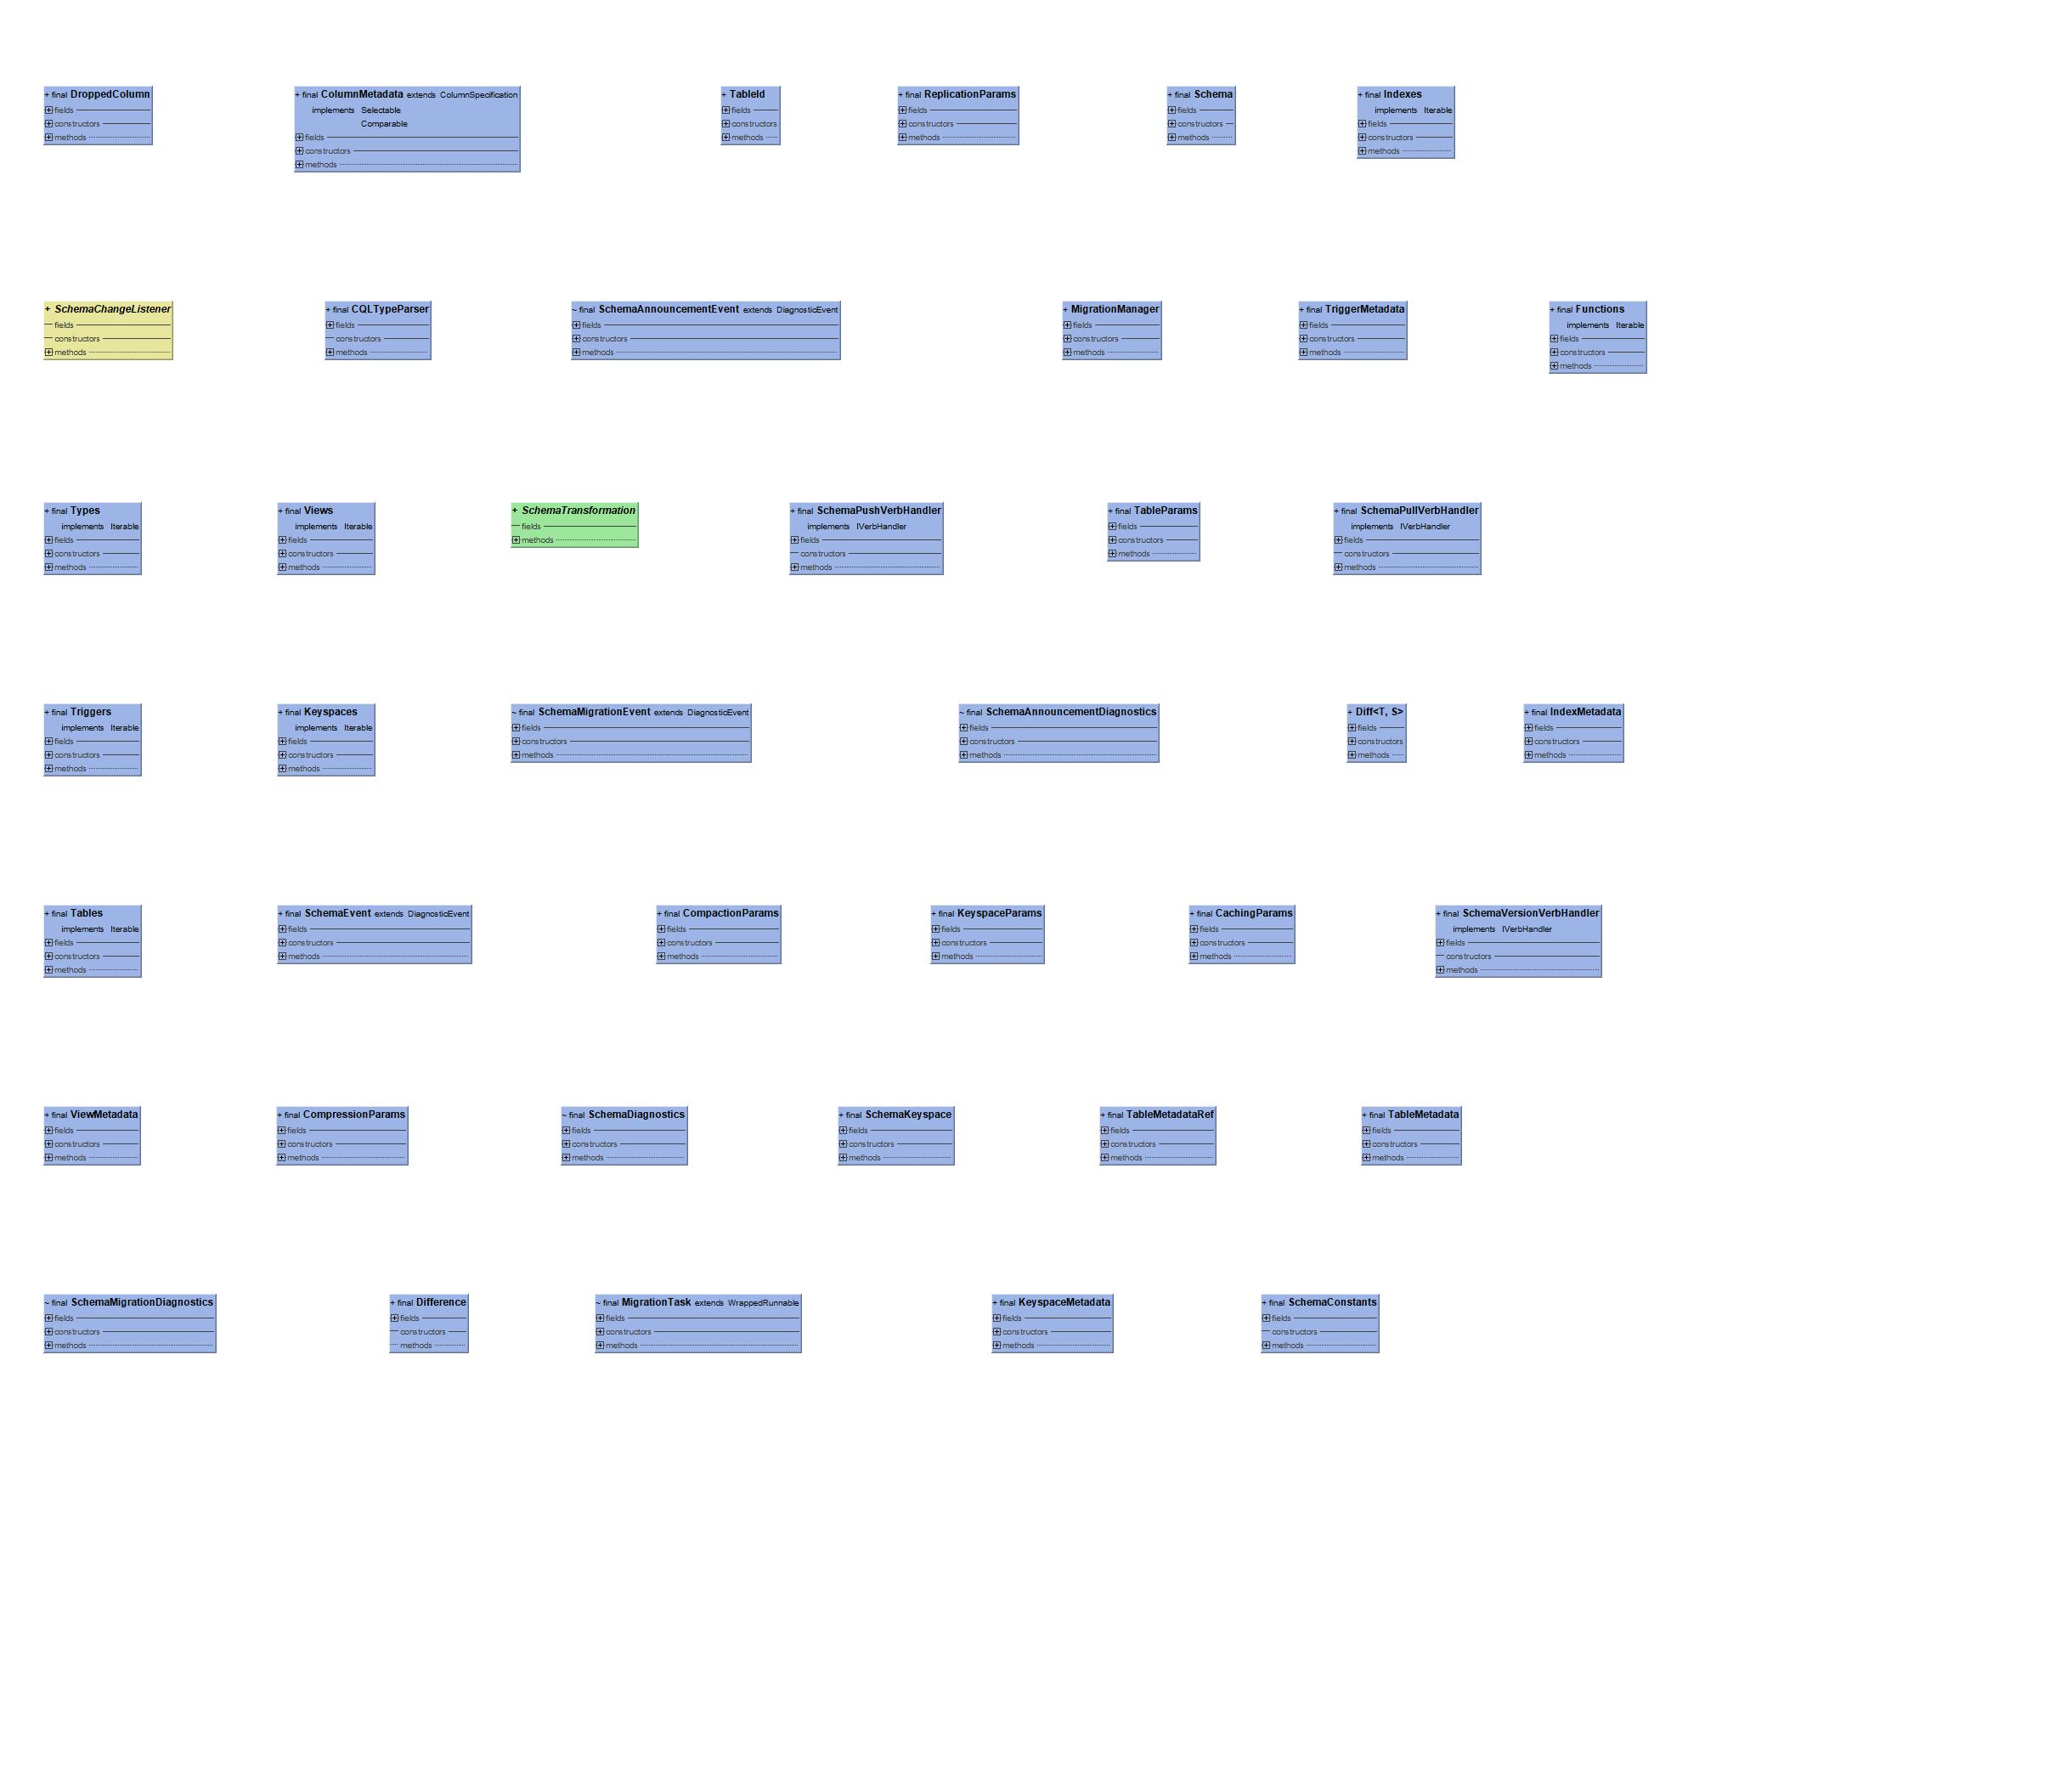 + final DroppedColumn
fields
constructors
methods
+ final ColumnMetadata extends ColumnSpecification
implements Selectable
Comparable
fields
constructors
methods
+ TableId
fields
constructors
methods
+ final ReplicationParams
fields
constructors
methods
+ final Schema
fields
constructors
methods
+ final Indexes
implements Iterable
fields
constructors
methods
+ SchemaChangeListener
fields
constructors
methods
+ final CQLTypeParser
fields
constructors
methods
~ final SchemaAnnouncementEvent extends DiagnosticEvent
fields
constructors
methods
+ MigrationManager
fields
constructors
methods
+ final TriggerMetadata
fields
constructors
methods
+ final Functions
implements Iterable
fields
constructors
methods
+ final Types
implements Iterable
fields
constructors
methods
+ final Views
implements Iterable
fields
constructors
methods
+ SchemaTransformation
fields
methods
+ final SchemaPushVerbHandler
implements IVerbHandler
fields
constructors
methods
+ final TableParams
fields
constructors
methods
+ final SchemaPullVerbHandler
implements IVerbHandler
fields
constructors
methods
+ final Triggers
implements Iterable
fields
constructors
methods
+ final Keyspaces
implements Iterable
fields
constructors
methods
~ final SchemaMigrationEvent extends DiagnosticEvent
fields
constructors
methods
~ final SchemaAnnouncementDiagnostics
fields
constructors
methods
+ Diff<T, S>
fields
constructors
methods
+ final IndexMetadata
fields
constructors
methods
+ final Tables
implements Iterable
fields
constructors
methods
+ final SchemaEvent extends DiagnosticEvent
fields
constructors
methods
+ final CompactionParams
fields
constructors
methods
+ final KeyspaceParams
fields
constructors
methods
+ final CachingParams
fields
constructors
methods
+ final SchemaVersionVerbHandler
implements IVerbHandler
fields
constructors
methods
+ final ViewMetadata
fields
constructors
methods
+ final CompressionParams
fields
constructors
methods
~ final SchemaDiagnostics
fields
constructors
methods
+ final SchemaKeyspace
fields
constructors
methods
+ final TableMetadataRef
fields
constructors
methods
+ final TableMetadata
fields
constructors
methods
~ final SchemaMigrationDiagnostics
fields
constructors
methods
+ final Difference
fields
constructors
methods
~ final MigrationTask extends WrappedRunnable
fields
constructors
methods
+ final KeyspaceMetadata
fields
constructors
methods
+ final SchemaConstants
fields
constructors
methods